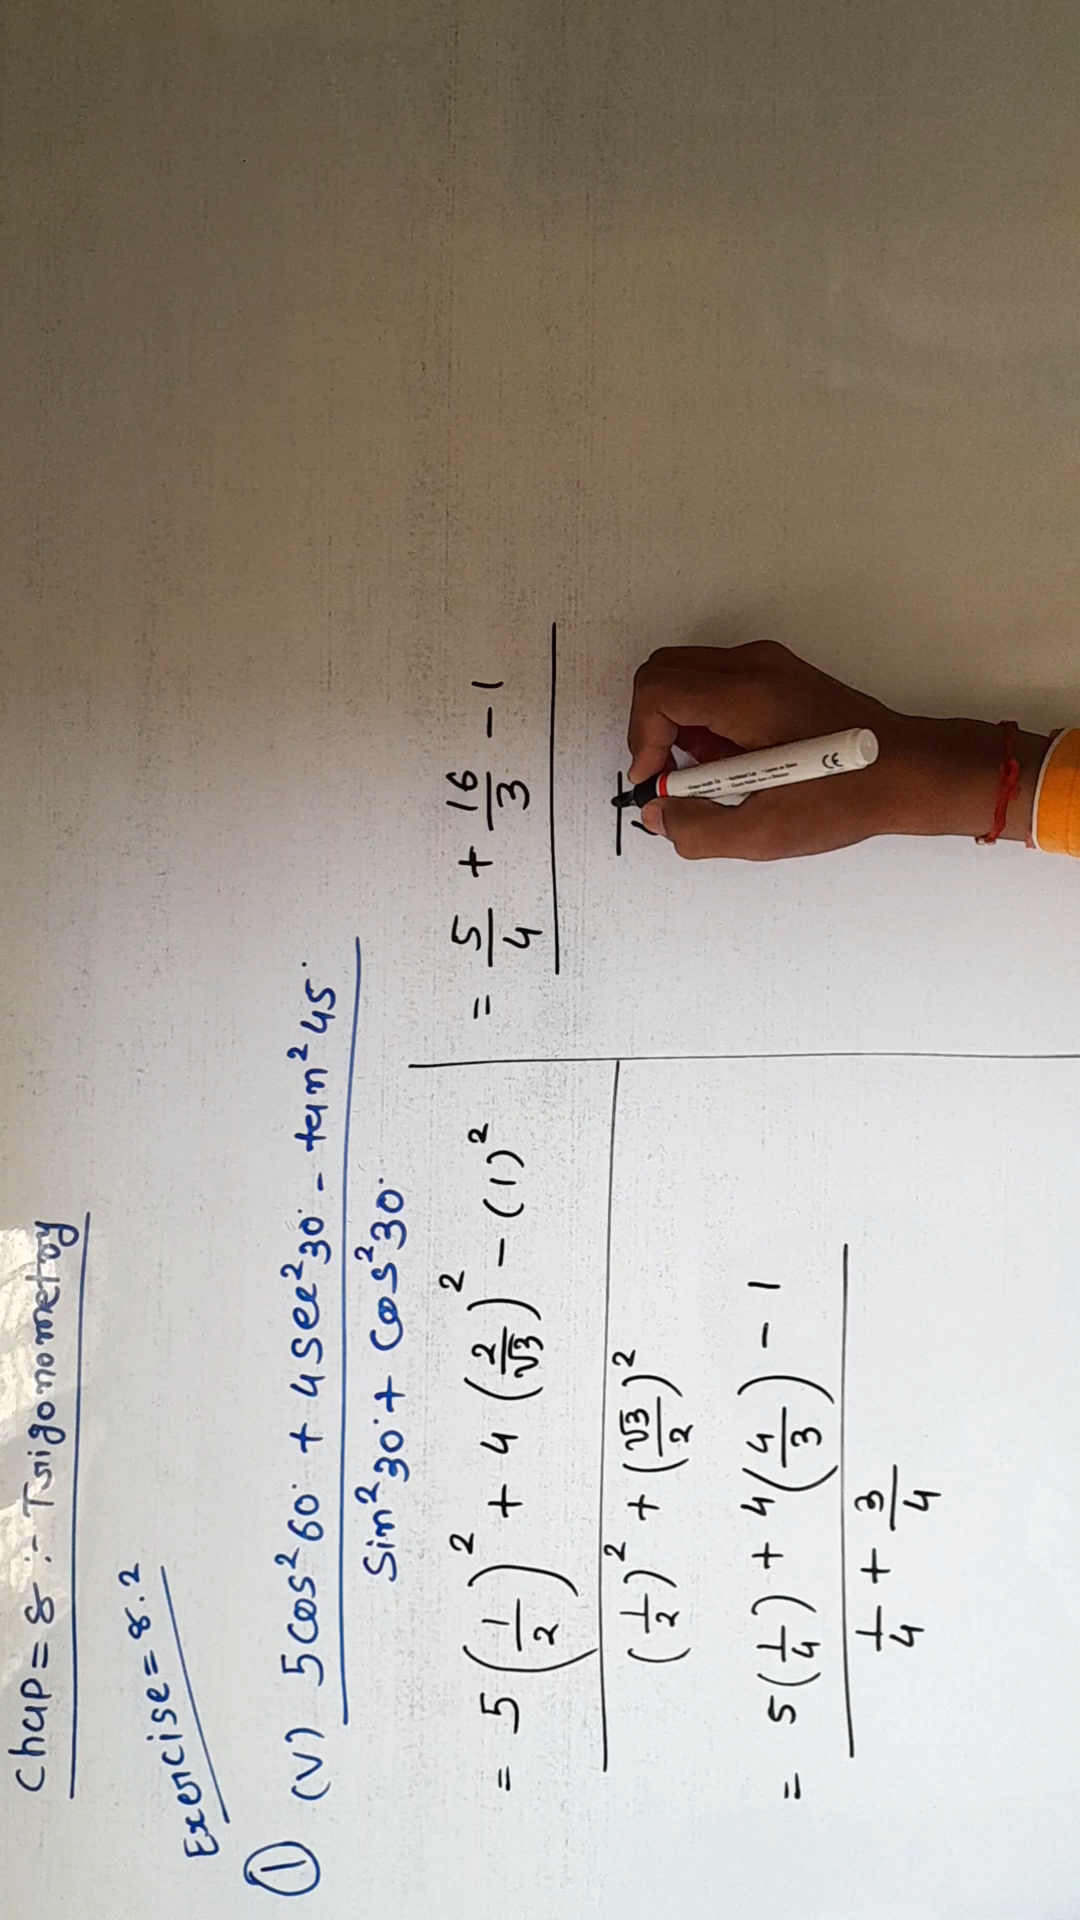 Chap = 8 :- Trigonometry
Exercise = 8.2
① (V) 5cos²60° + 4sec²30° - tan²45°
Sin²30° + Cos²30°
= 5(1/2)² + 4(2/√3)² - (1)²
(1/2)² + (√3/2)²
= 5(1/4) + 4(4/3) - 1
1/4 + 3/4
= 5/4 + 16/3 - 1
CE